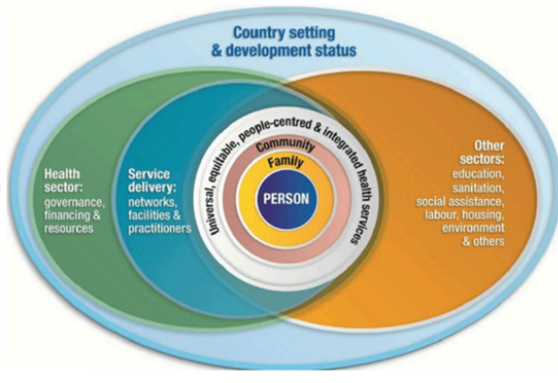 Country setting
& development status
Health
sector:
governance,
financing &
resources
Service
delivery:
networks,
facilities &
practitioners
Universal, equitable, people-centred & integrated health services
Community
Family
PERSON
Other
sectors:
education,
sanitation,
social assistance,
labour, housing,
environment
& others